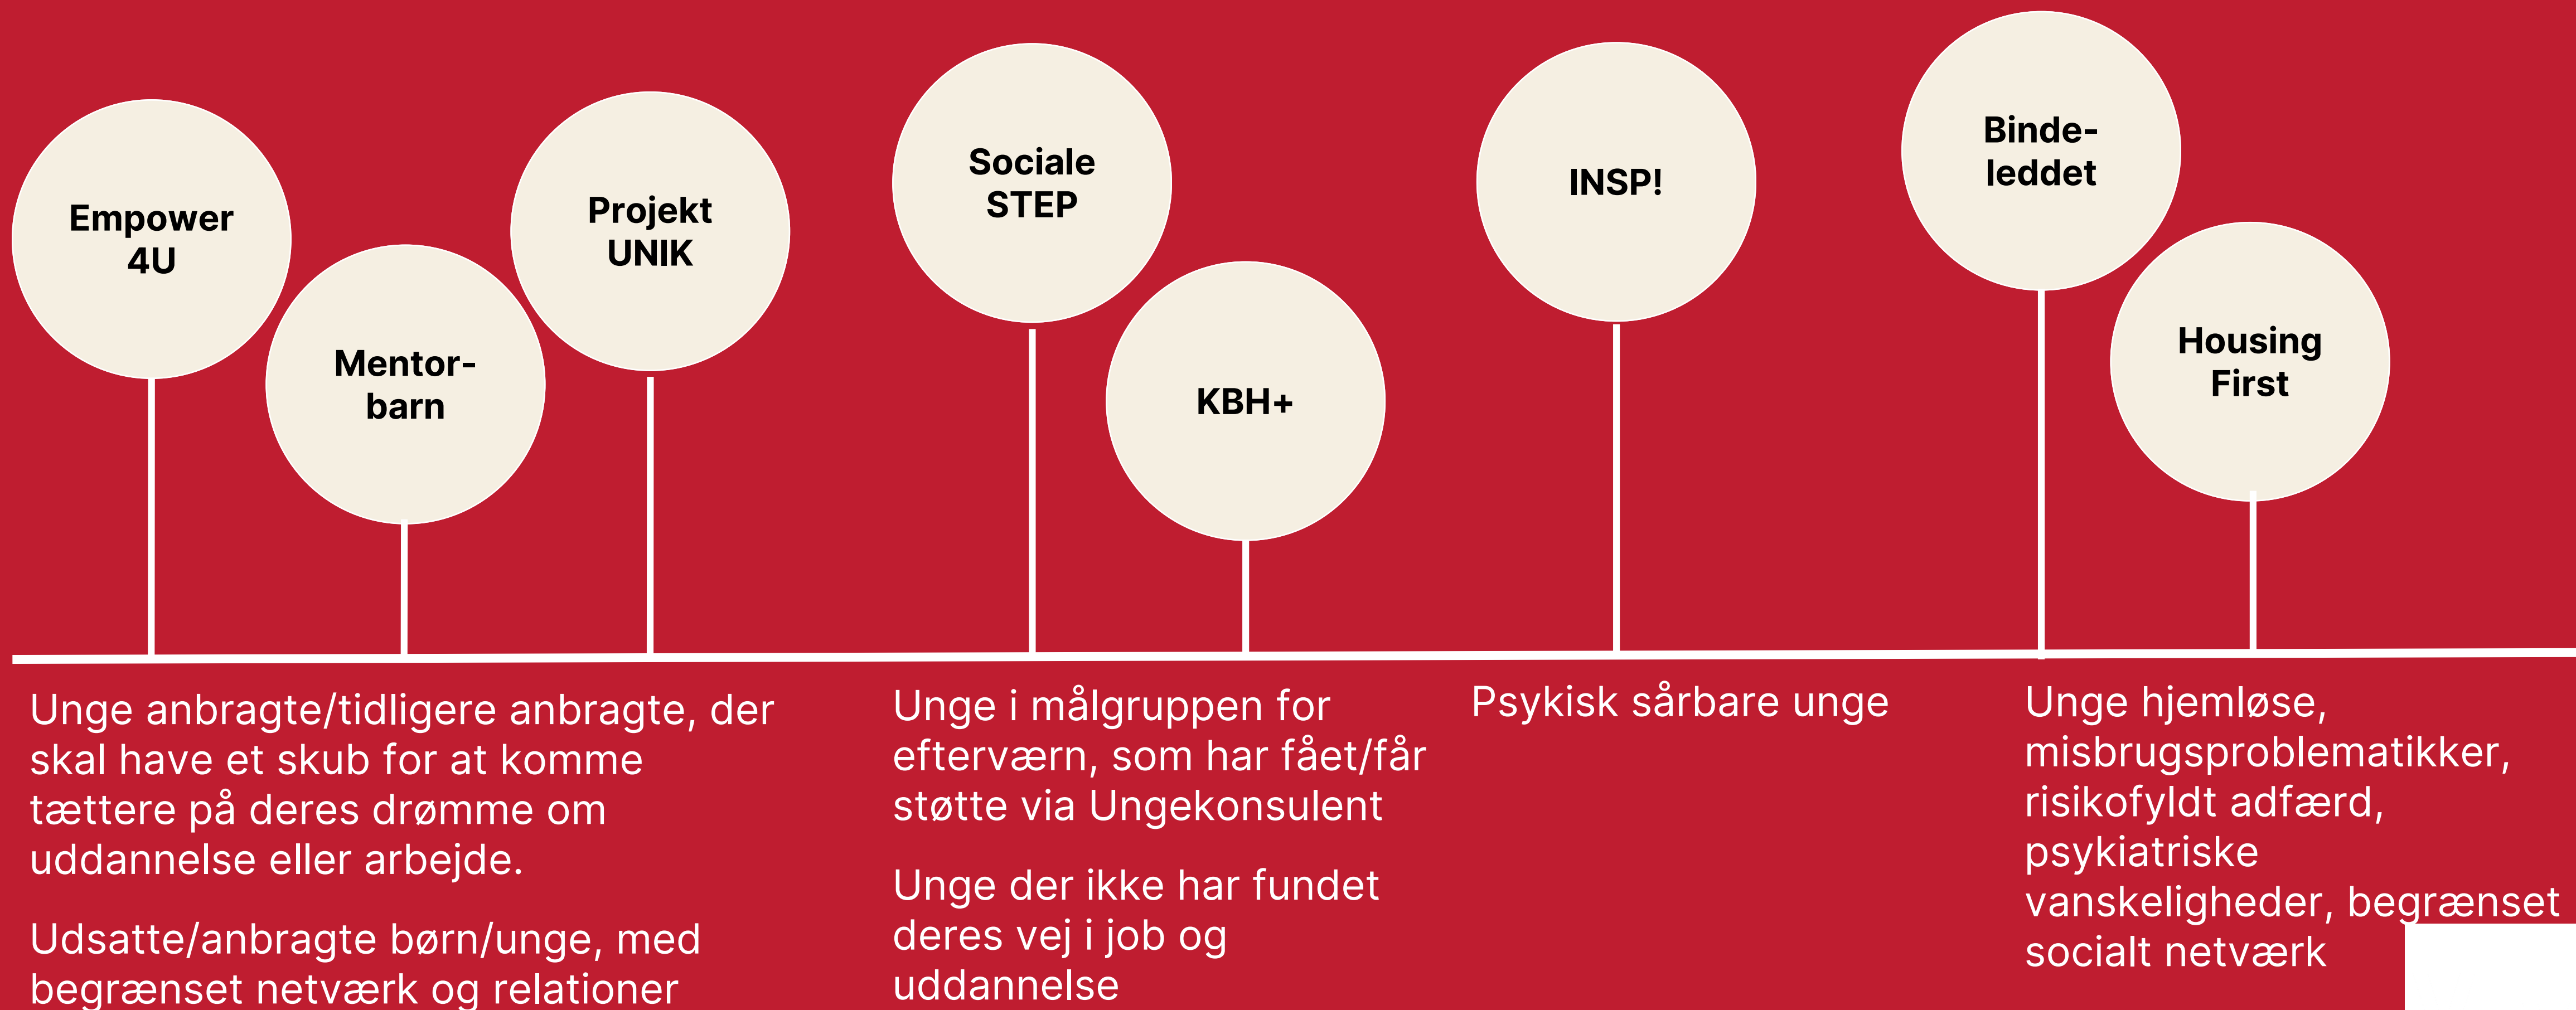 Empower
4U
Mentor-
barn
Projekt
UNIK
Sociale
STEP
KBH+
INSP!
Binde-
leddet
Housing
First
Unge anbragte/tidligere anbragte, der
skal have et skub for at komme
tættere på deres drømme om
uddannelse eller arbejde.
Udsatte/anbragte børn/unge, med
begrænset netværk og relationer
Unge i målgruppen for
efterværn, som har fået/får
støtte via Ungekonsulent
Unge der ikke har fundet
deres vej i job og
uddannelse
Psykisk sårbare unge
Unge hjemløse,
misbrugsproblematikker,
risikofyldt adfærd,
psykiatriske
vanskeligheder, begrænset
socialt netværk